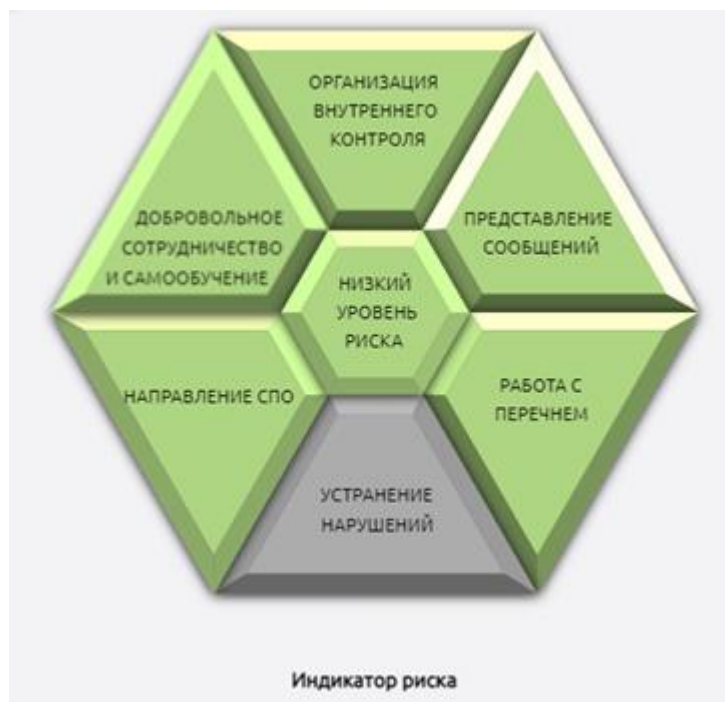 ОРГАНИЗАЦИЯ
ВНУТРЕННЕГО
КОНТРОЛЯ
ДОБРОВОЛЬНОЕ
СОТРУДНИЧЕСТВО
И САМООБУЧЕНИЕ
ПРЕДСТАВЛЕНИЕ
СООБЩЕНИЙ
НИЗКИЙ
УРОВЕНЬ
РИСКА
НАПРАВЛЕНИЕ СПО
РАБОТА С
ПЕРЕЧНЕМ
УСТРАНЕНИЕ
НАРУШЕНИЙ
Индикатор риска